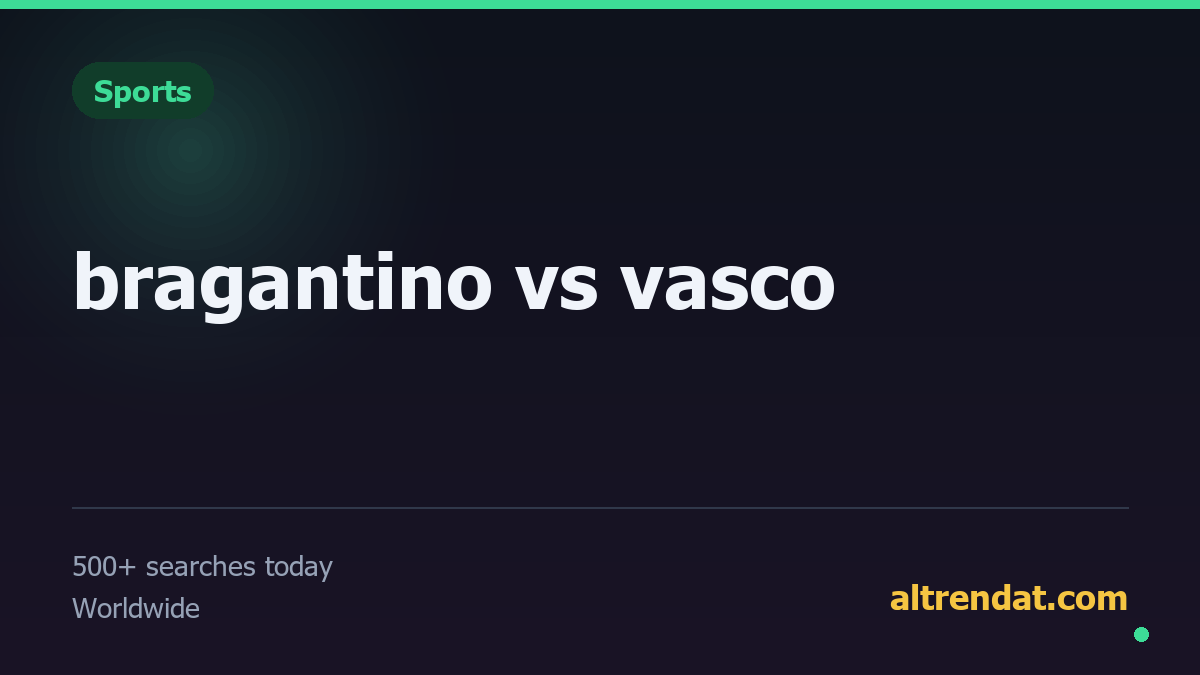 Sports
bragantino vs vasco
500+ searches today
Worldwide
altrendat.com